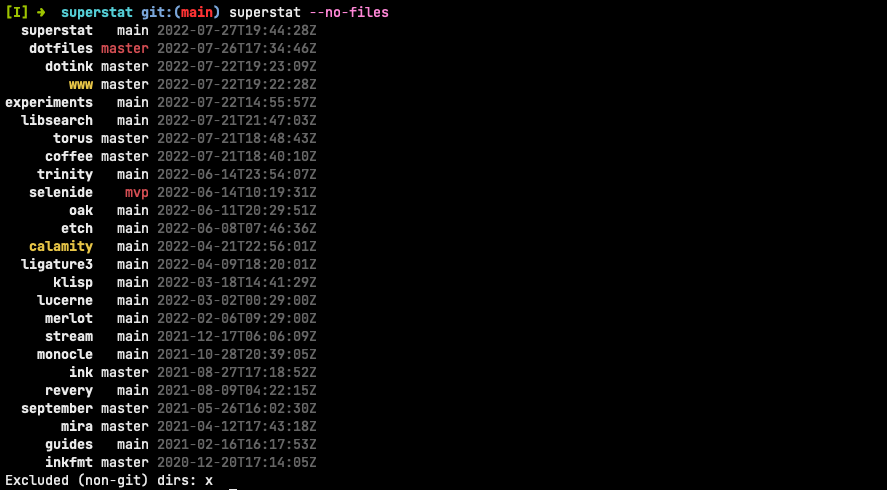 [I] → superstat git:(main) superstat --no-files
superstat main 2022-07-27T19:44:28Z
dotfiles master 2022-07-26T17:34:46Z
dotink master 2022-07-22T19:23:09Z
www master 2022-07-22T19:22:28Z
experiments main 2022-07-22T14:55:57Z
libsearch main 2022-07-21T21:47:03Z
torus master 2022-07-21T18:48:43Z
coffee master 2022-07-21T18:40:10Z
trinity main 2022-06-14T23:54:07Z
selenide mvp 2022-06-14T10:19:31Z
oak main 2022-06-11T20:29:51Z
etch main 2022-06-08T07:46:36Z
calamity main 2022-04-21T22:56:01Z
ligature3 main 2022-04-09T18:20:01Z
klisp main 2022-03-18T14:41:29Z
lucerne main 2022-03-02T00:29:00Z
merlot main 2022-02-06T09:29:00Z
stream main 2021-12-17T06:06:09Z
monocle main 2021-10-28T20:39:05Z
ink master 2021-08-27T17:18:52Z
revery main 2021-08-09T04:22:15Z
september master 2021-05-26T16:02:30Z
mira master 2021-04-12T17:43:18Z
guides main 2021-02-16T16:17:53Z
inkfmt master 2020-12-20T17:14:05Z
Excluded (non-git) dirs: x